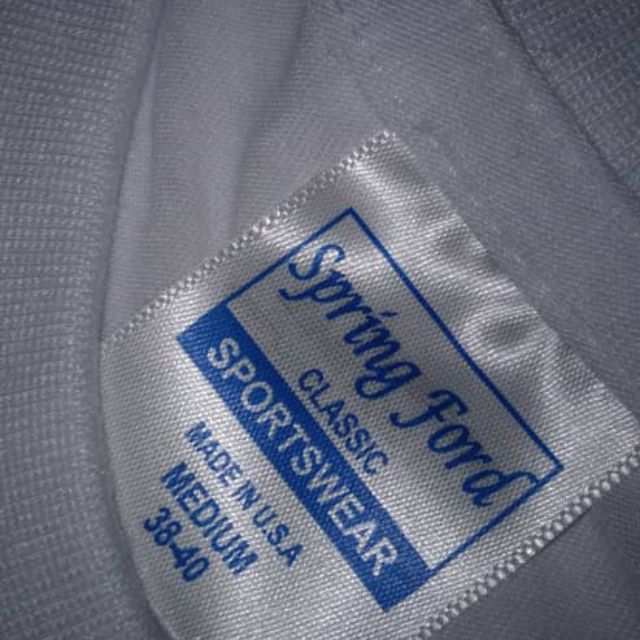 Spring Ford
CLASSIC
SPORTSWEAR
MADE IN U.S.A
MEDIUM
38-40